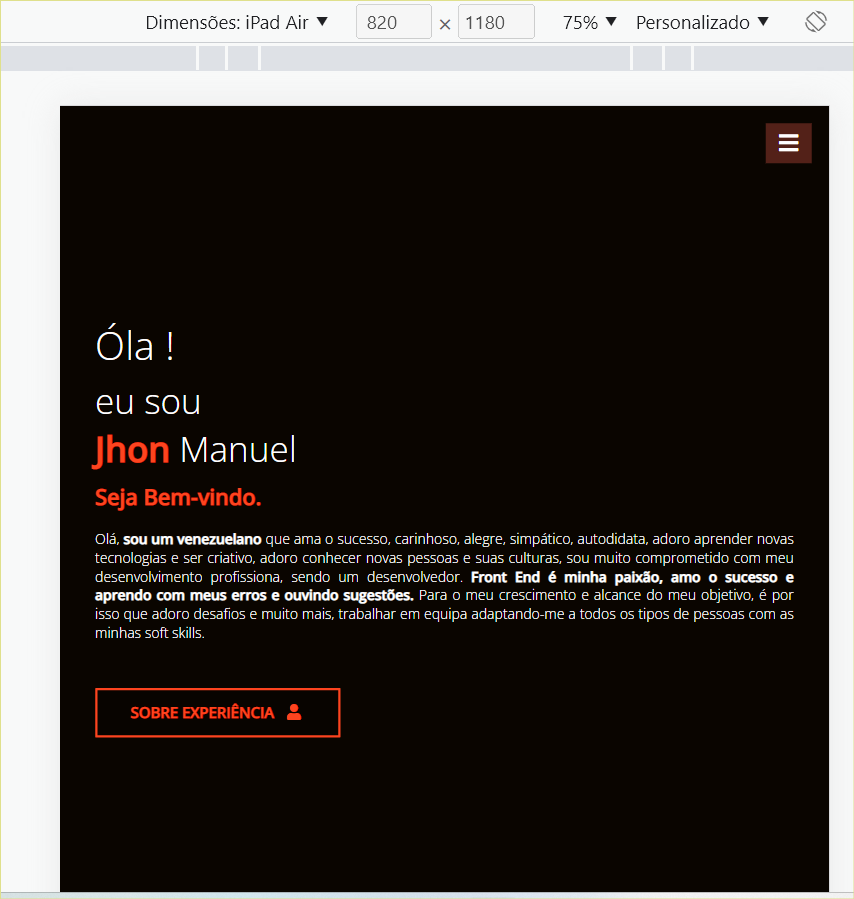 Dimensões: iPad Air ▼ 820 × 1180 75% ▼ Personalizado ▼
Óla !
eu sou
Jhon Manuel
Seja Bem-vindo.
Olá, sou um venezuelano que ama o sucesso, carinhoso, alegre, simpático, autodidata, adoro aprender novas
tecnologias e ser criativo, adoro conhecer novas pessoas e suas culturas, sou muito comprometido com meu
desenvolvimento profissiona, sendo um desenvolvedor. Front End é minha paixão, amo o sucesso e
aprendo com meus erros e ouvindo sugestões. Para o meu crescimento e alcance do meu objetivo, é por
isso que adoro desafios e muito mais, trabalhar em equipa adaptando-me a todos os tipos de pessoas com as
minhas soft skills.
SOBRE EXPERIÊNCIA